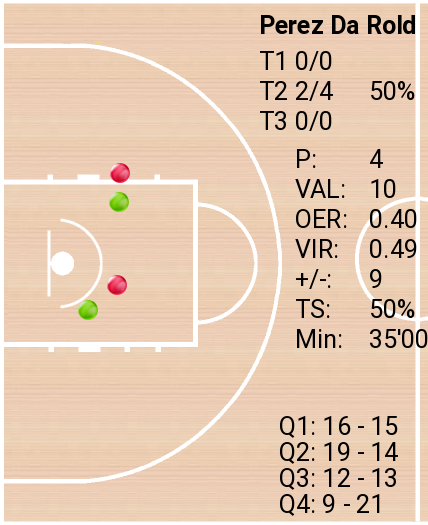 Perez Da Rold
T1 0/0
T2 2/4 50%
T3 0/0
P: 4
VAL: 10
OER: 0.40
VIR: 0.49
+/-: 9
TS: 50%
Min: 35'00
Q1: 16 - 15
Q2: 19 - 14
Q3: 12 - 13
Q4: 9 - 21